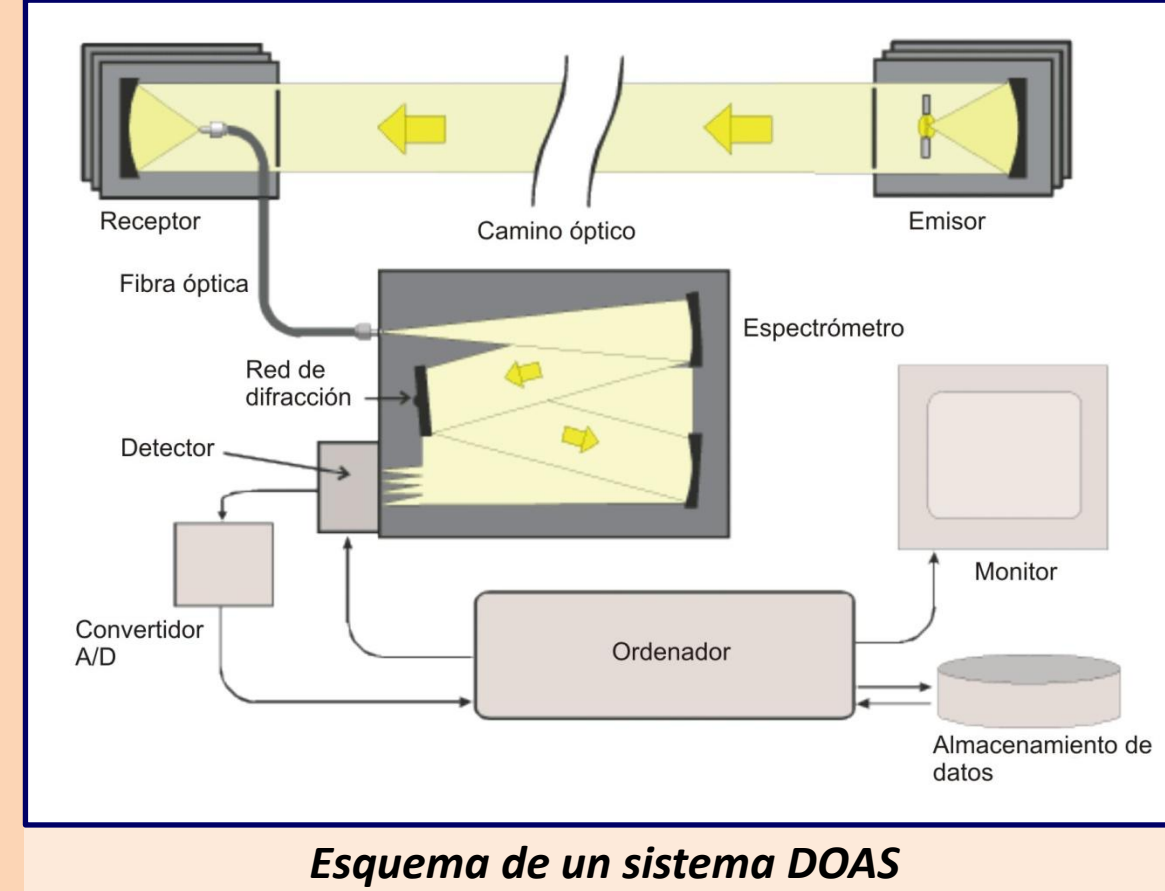 Receptor
Camino óptico
Emisor
Fibra óptica
Espectrómetro
Red de
difracción
Detector
Monitor
Convertidor
A/D
Ordenador
Almacenamiento de
datos
Esquema de un sistema DOAS